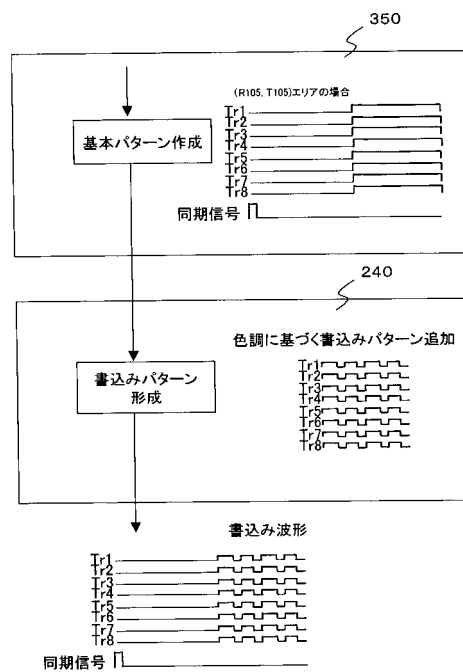 350
(R105, T105)エリアの場合
Tr1
Tr2
Tr3
Tr4
Tr5
Tr6
Tr7
Tr8
基本パターン作成
同期信号
240
色調に基づく書込みパターン追加
Tr1
Tr2
Tr3
Tr4
Tr5
Tr6
Tr7
Tr8
書込みパターン
形成
書込み波形
Tr1
Tr2
Tr3
Tr4
Tr5
Tr6
Tr7
Tr8
同期信号